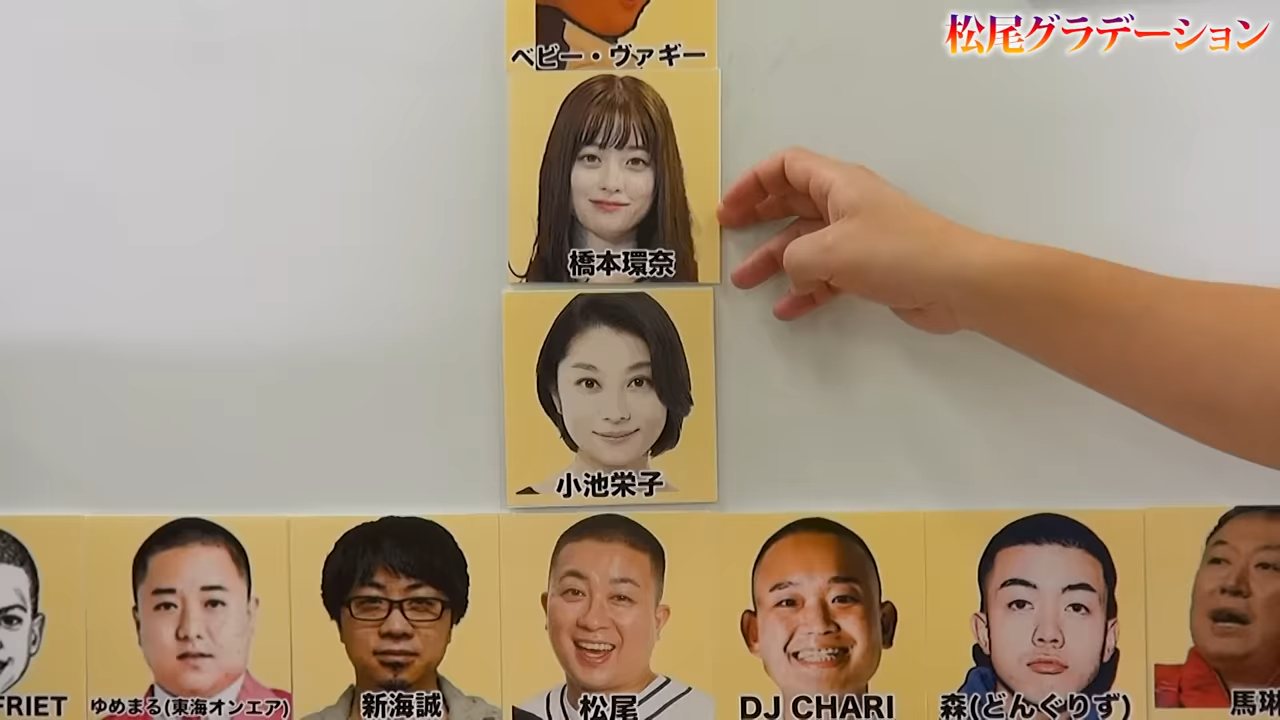 松尾グラデーション
ベビー・ヴァギー
橋本環奈
小池栄子
FRIET
ゆめまる(東海オンエア)
新海誠
松尾
DJ CHARI
森(どんぐりず)
馬琳